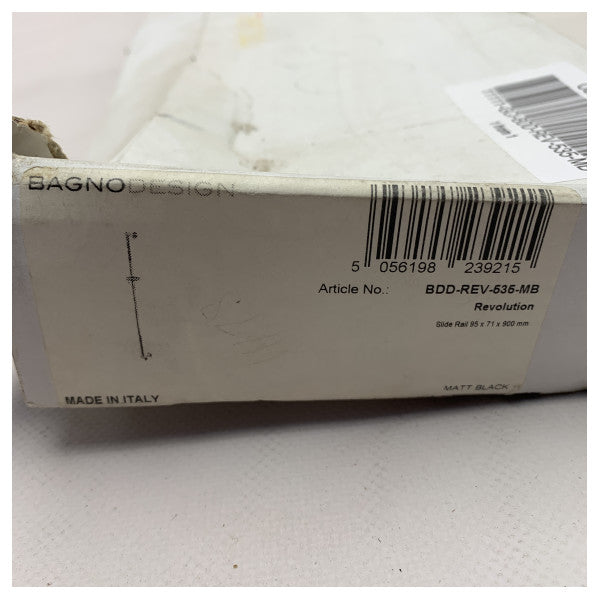 BAGNODESIGN
5 056198 239215
Article No.: BDD-REV-535-MB
Revolution
Slide Rail 95 x 71 x 900 mm
MATT BLACK
MADE IN ITALY